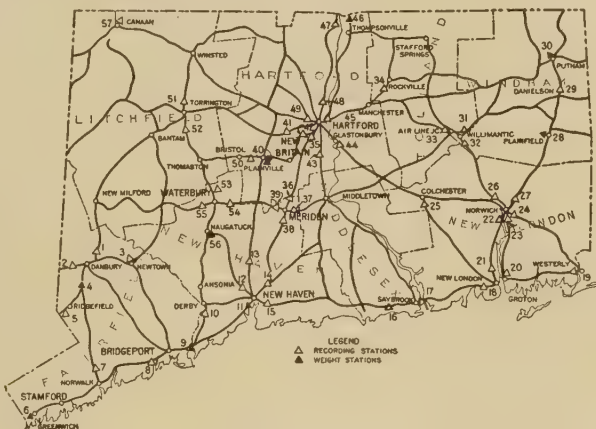 57
CANAAN
47
46
THOMPSONVILLE
STAFFORD SPRINGS
WINSTED
HARTFORD
30
PUTNAM
34
ROCKVILLE
WINDHAM
DANIELSON
29
51
TORRINGTON
49
48
45
MANCHESTER
LITCHFIELD
52
BANTAM
41
HARTFORD
AIR LINE JC.
31
33
WILLIMANTIC
32
PLAINFIELD
28
BRISTOL
40
NEW BRITAIN
35
GLASTONBURY
44
THOMASTON
50
PLAINVILLE
43
NEW MILFORD
WATERBURY
53
36
39
37
MIDDLETOWN
COLCHESTER
26
27
55
54
MERIDEN
38
25
NORWICH
24
22
23
NEW LONDON
NAUGATUCK
56
NEW HAVEN
MIDDLESEX
1
2
DANBURY
3
NEWTOWN
13
14
21
20
WESTERLY
19
4
RIDGEFIELD
5
ANSONIA
12
NEW HAVEN
NEW LONDON
18
GROTON
DERBY
10
11
15
SAYBROOK
17
16
FAIRFIELD
BRIDGEPORT
9
8
7
NORWALK
STAMFORD
6
GREENWICH
LEGEND
△ RECORDING STATIONS
▲ WEIGHT STATIONS